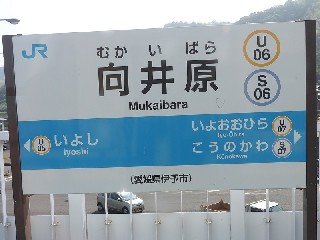 JR
むかいばら
向井原
Mukaibara
U
06
S
06
U
05
いよし
Iyoshi
いよおおひら
Iyo-Ōhira
U
07
こうのかわ
Kōnokawa
S
07
(愛媛県伊予市)